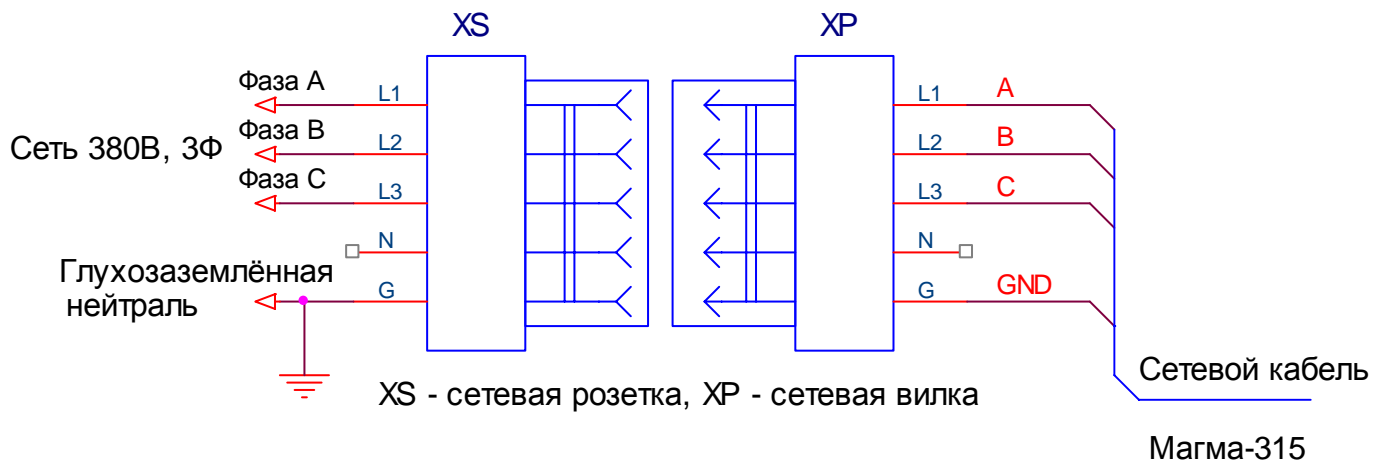 XS
XP
Фаза А
L1
L1
A
Фаза В
L2
L2
B
Сеть 380В, 3Ф
Фаза С
L3
L3
C
N
N
Глухозаземлённая
нейтраль
G
G
GND
Сетевой кабель
XS - сетевая розетка, XP - сетевая вилка
Магма-315